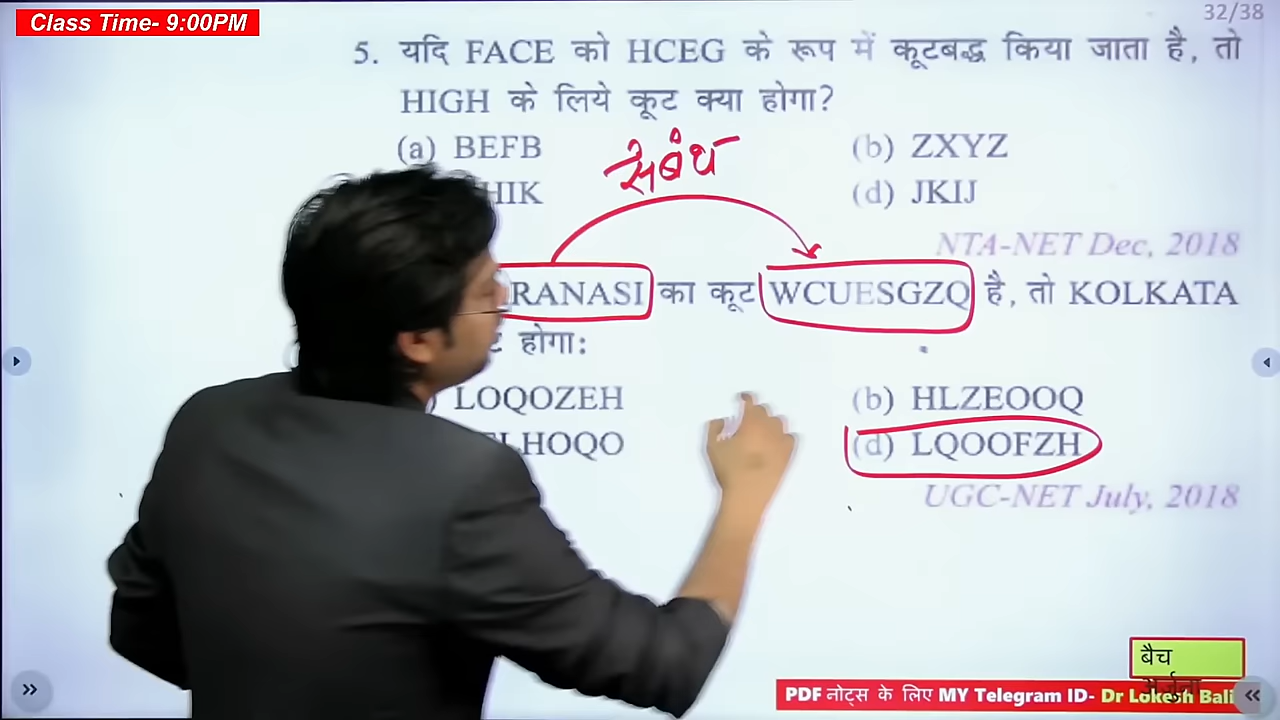 Class Time- 9:00PM
32/38
5. यदि FACE को HCEG के रूप में कूटबद्ध किया जाता है, तो
HIGH के लिये कूट क्या होगा?
(a) BEFB (b) ZXYZ
HIK (d) JKIJ
संबंध
NTA-NET Dec, 2018
RANASI का कूट WCUESGZQ है, तो KOLKATA
होगा:
) LOQOZEH (b) HLZEOOQ
LHOQO (d) LQOOFZH
UGC-NET July, 2018
बैच
अर्जुना
PDF नोट्स के लिए MY Telegram ID- Dr Lokesh Bali